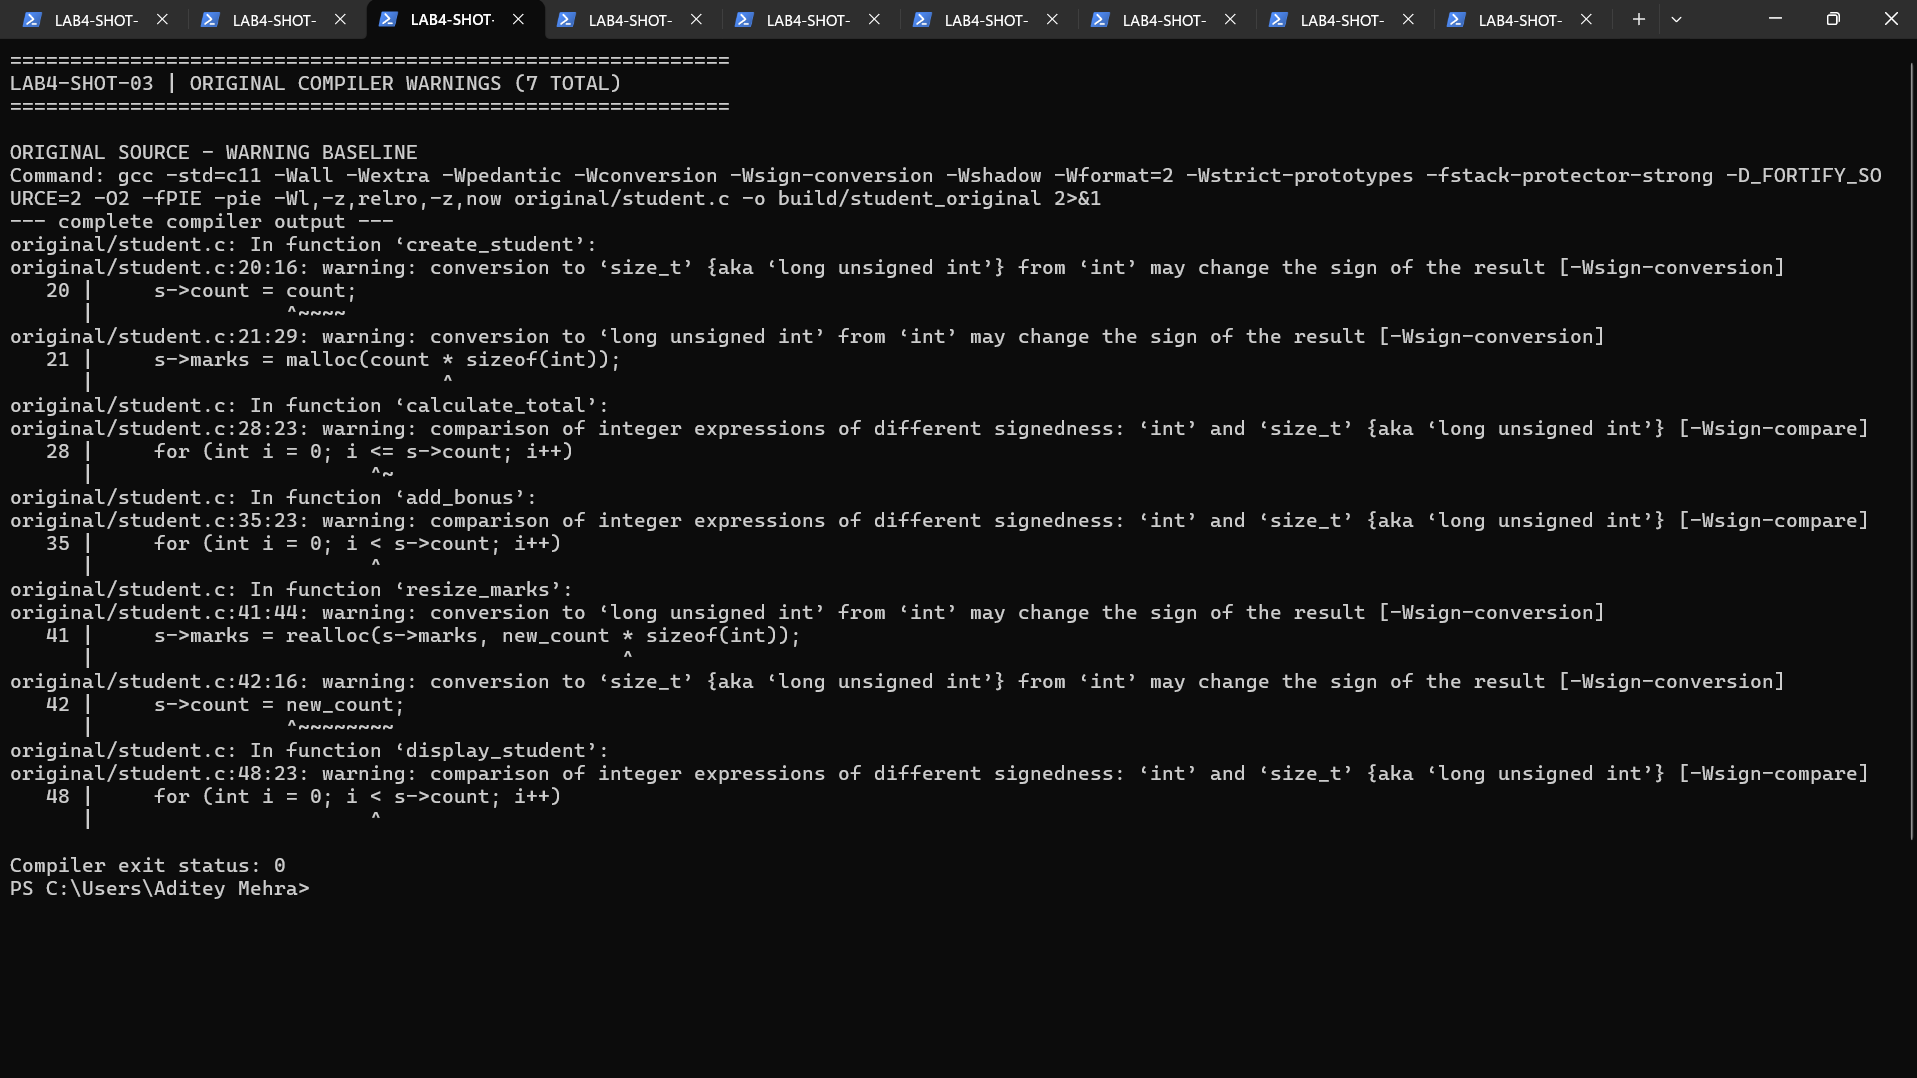 LAB4-SHOT- LAB4-SHOT- LAB4-SHOT- LAB4-SHOT- LAB4-SHOT- LAB4-SHOT- LAB4-SHOT- LAB4-SHOT- LAB4-SHOT-
============================================================
LAB4-SHOT-03 | ORIGINAL COMPILER WARNINGS (7 TOTAL)
============================================================
ORIGINAL SOURCE - WARNING BASELINE
Command: gcc -std=c11 -Wall -Wextra -Wpedantic -Wconversion -Wsign-conversion -Wshadow -Wformat=2 -Wstrict-prototypes -fstack-protector-strong -D_FORTIFY_SO
URCE=2 -O2 -fPIE -pie -Wl,-z,relro,-z,now original/student.c -o build/student_original 2>&1
--- complete compiler output ---
original/student.c: In function ‘create_student’:
original/student.c:20:16: warning: conversion to ‘size_t’ {aka ‘long unsigned int’} from ‘int’ may change the sign of the result [-Wsign-conversion]
   20 |     s->count = count;
      |                ^~~~~
original/student.c:21:29: warning: conversion to ‘long unsigned int’ from ‘int’ may change the sign of the result [-Wsign-conversion]
   21 |     s->marks = malloc(count * sizeof(int));
      |                             ^
original/student.c: In function ‘calculate_total’:
original/student.c:28:23: warning: comparison of integer expressions of different signedness: ‘int’ and ‘size_t’ {aka ‘long unsigned int’} [-Wsign-compare]
   28 |     for (int i = 0; i <= s->count; i++)
      |                       ^~
original/student.c: In function ‘add_bonus’:
original/student.c:35:23: warning: comparison of integer expressions of different signedness: ‘int’ and ‘size_t’ {aka ‘long unsigned int’} [-Wsign-compare]
   35 |     for (int i = 0; i < s->count; i++)
      |                       ^
original/student.c: In function ‘resize_marks’:
original/student.c:41:44: warning: conversion to ‘long unsigned int’ from ‘int’ may change the sign of the result [-Wsign-conversion]
   41 |     s->marks = realloc(s->marks, new_count * sizeof(int));
      |                                            ^
original/student.c:42:16: warning: conversion to ‘size_t’ {aka ‘long unsigned int’} from ‘int’ may change the sign of the result [-Wsign-conversion]
   42 |     s->count = new_count;
      |                ^~~~~~~~~
original/student.c: In function ‘display_student’:
original/student.c:48:23: warning: comparison of integer expressions of different signedness: ‘int’ and ‘size_t’ {aka ‘long unsigned int’} [-Wsign-compare]
   48 |     for (int i = 0; i < s->count; i++)
      |                       ^
Compiler exit status: 0
PS C:\Users\Aditey Mehra>